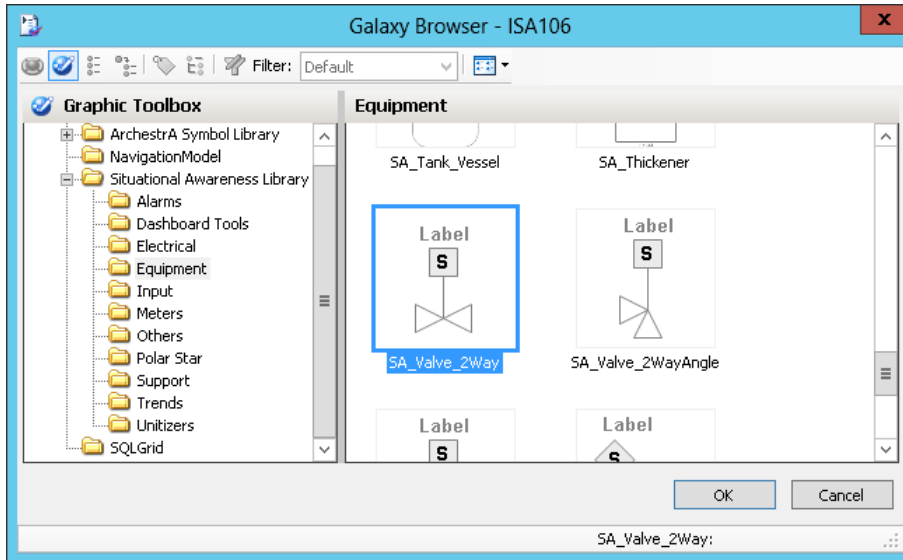 Galaxy Browser - ISA106
x
Filter: Default
Graphic Toolbox
Equipment
ArchestrA Symbol Library
NavigationModel
Situational Awareness Library
Alarms
Dashboard Tools
Electrical
Equipment
Input
Meters
Others
Polar Star
Support
Trends
Unitizers
SQLGrid
SA_Tank_Vessel
SA_Thickener
Label
S
SA_Valve_2Way
Label
S
SA_Valve_2WayAngle
Label
S
Label
S
OK
Cancel
SA_Valve_2Way: